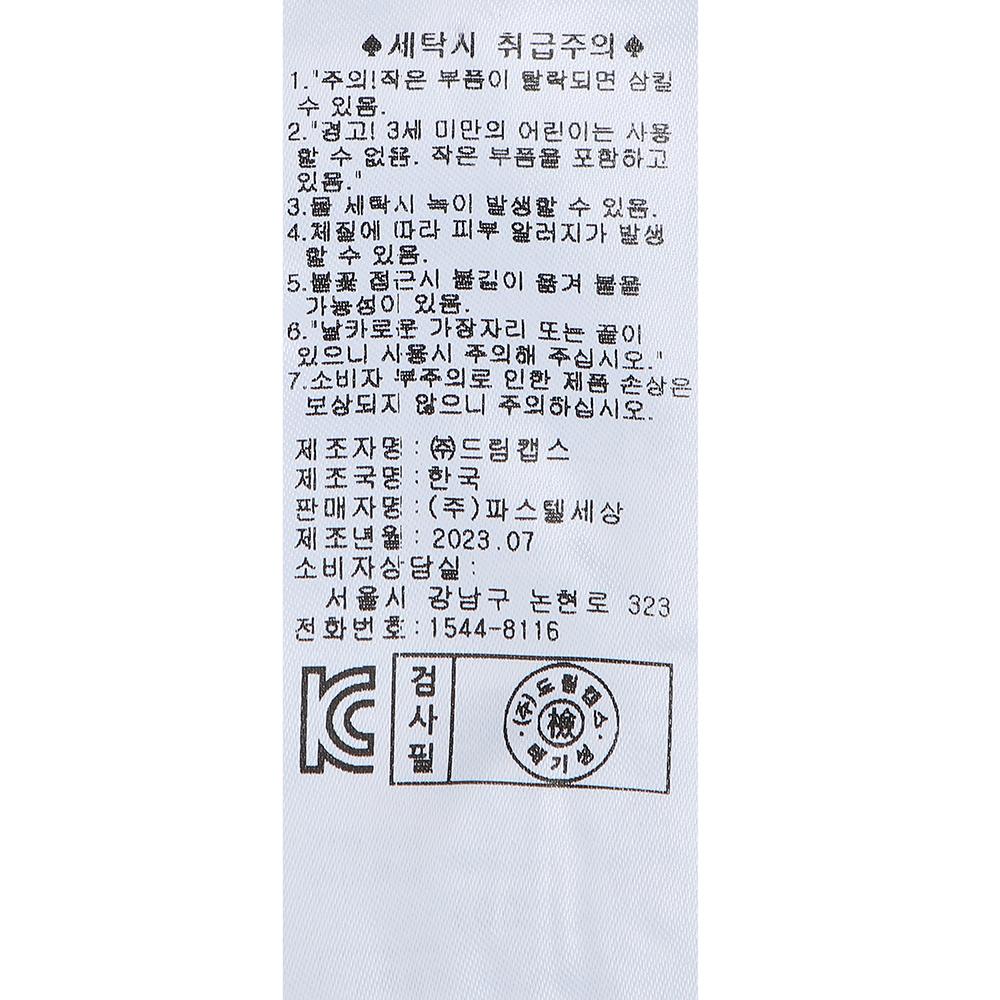 ♠세탁시 취급주의♠
1."주의!작은 부품이 탈락되면 삼킬
수 있음.
2."경고! 3세 미만의 어린이는 사용
할 수 없음. 작은 부품을 포함하고
있음."
3.물 세탁시 녹이 발생할 수 있음.
4.체질에 따라 피부 알러지가 발생
할 수 있음.
5.불꽃 접근시 불길이 옮겨 붙을
가능성이 있음.
6."날카로운 가장자리 또는 끝이
있으니 사용시 주의해 주십시오."
7.소비자 부주의로 인한 제품 손상은
보상되지 않으니 주의하십시오.
제조자명:㈜드림캡스
제조국명:한국
판매자명:(주)파스텔세상
제조년월:2023.07
소비자상담실:
서울시 강남구 논현로 323
전화번호:1544-8116
KC
검사필
(주)드림캡스
檢